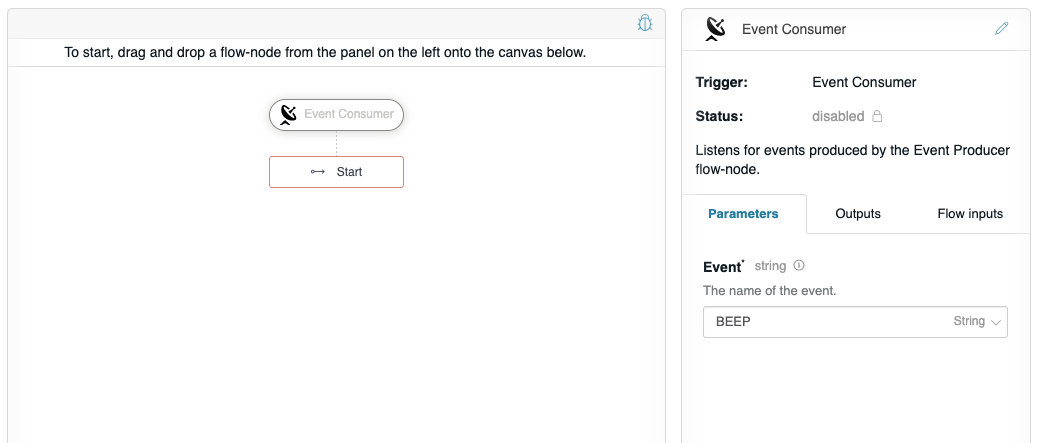 To start, drag and drop a flow-node from the panel on the left onto the canvas below.
Event Consumer
Start
Event Consumer
Trigger: Event Consumer
Status: disabled
Listens for events produced by the Event Producer
flow-node.
Parameters Outputs Flow inputs
Event* string
The name of the event.
BEEP String